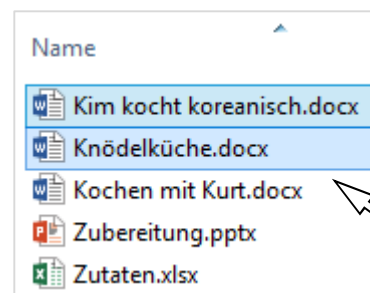 Name
Kim kocht koreanisch.docx
Knödelküche.docx
Kochen mit Kurt.docx
Zubereitung.pptx
Zutaten.xlsx